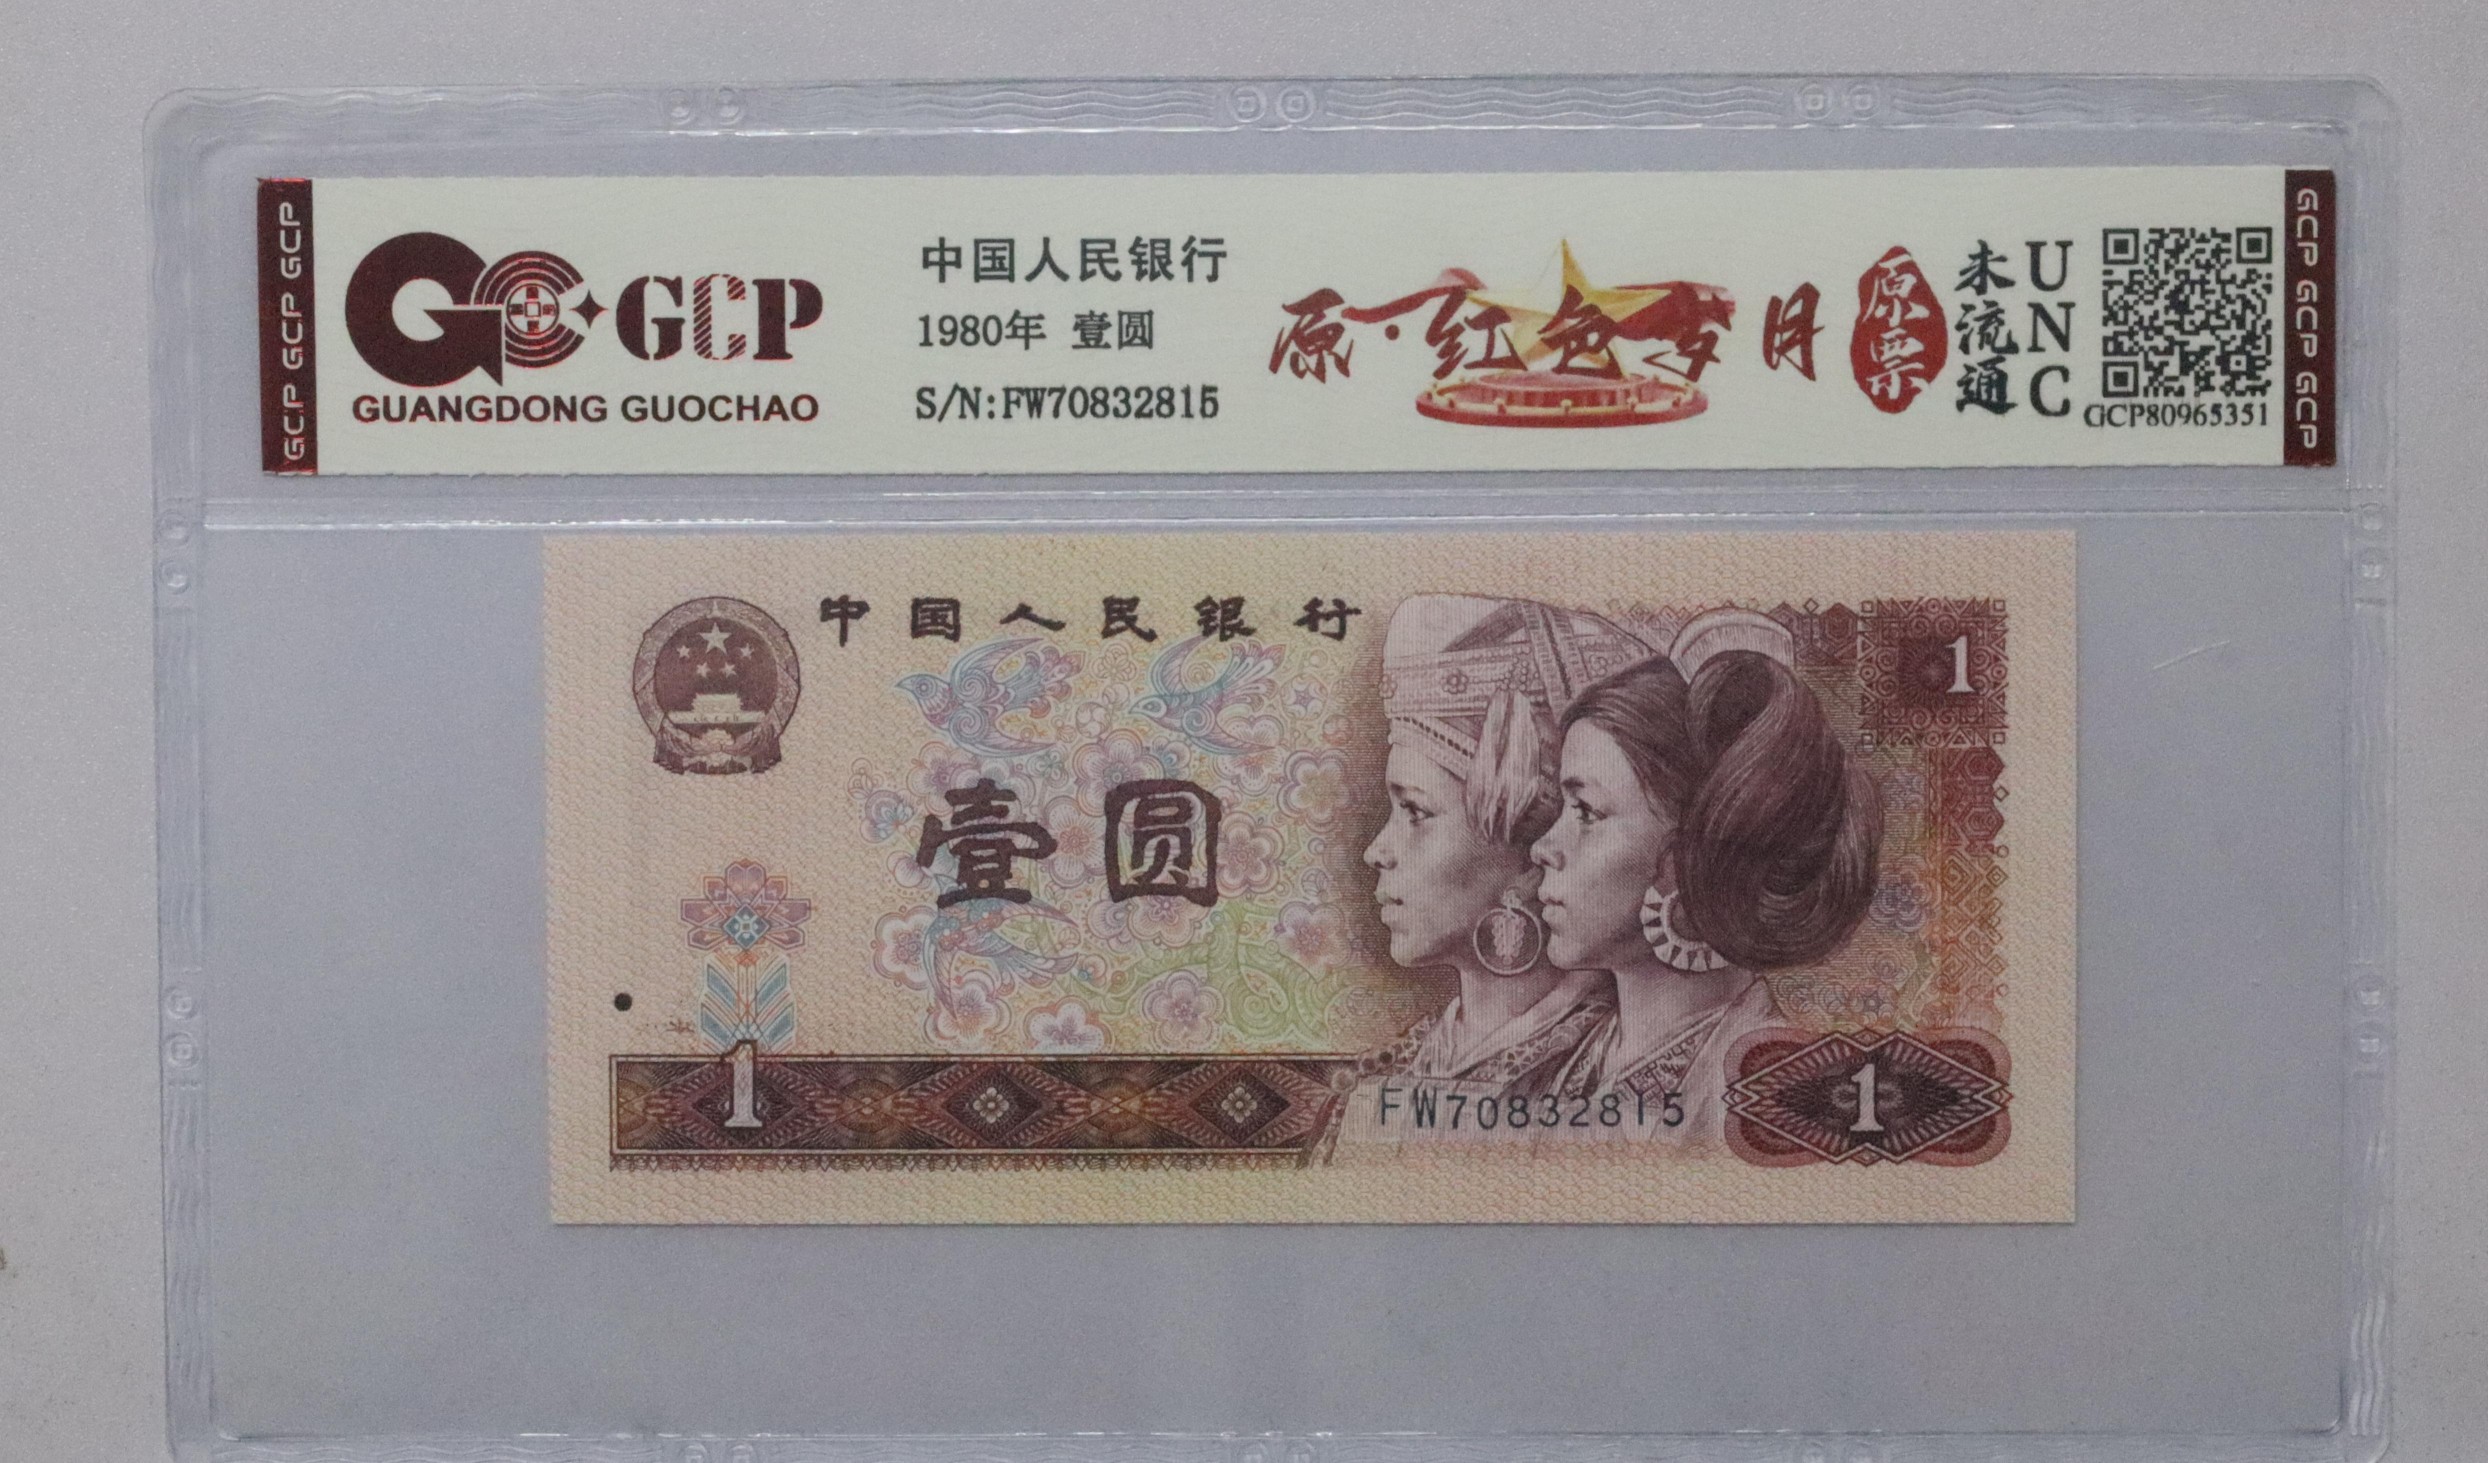 GCP GCP GCP
GCP
GUANGDONG GUOCHAO
中国人民银行
1980年 壹圆
S/N:FW70832815
原·红色岁月
原票
未流通
UNC
GCP80965351
GCP GCP GCP
中国人民银行
1
壹圆
1
FW70832815
1